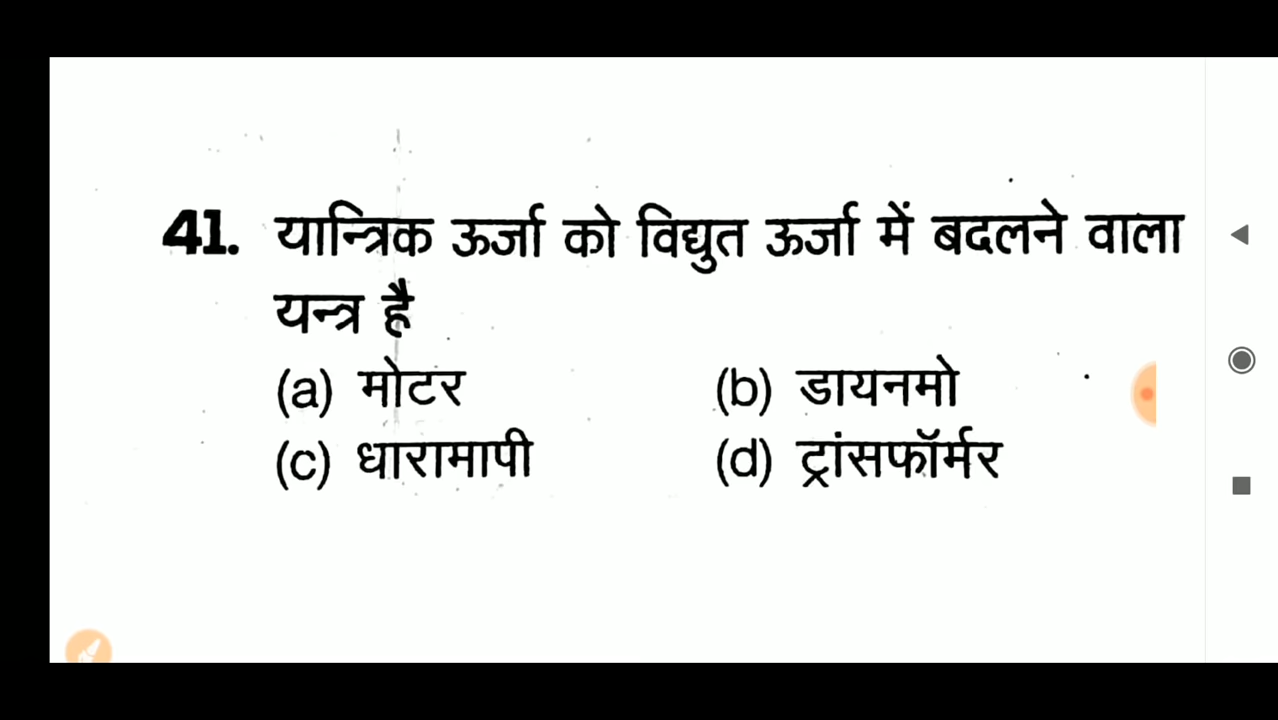 41. यान्त्रिक ऊर्जा को विद्युत ऊर्जा में बदलने वाला
यन्त्र है
(a) मोटर (b) डायनमो
(c) धारामापी (d) ट्रांसफॉर्मर